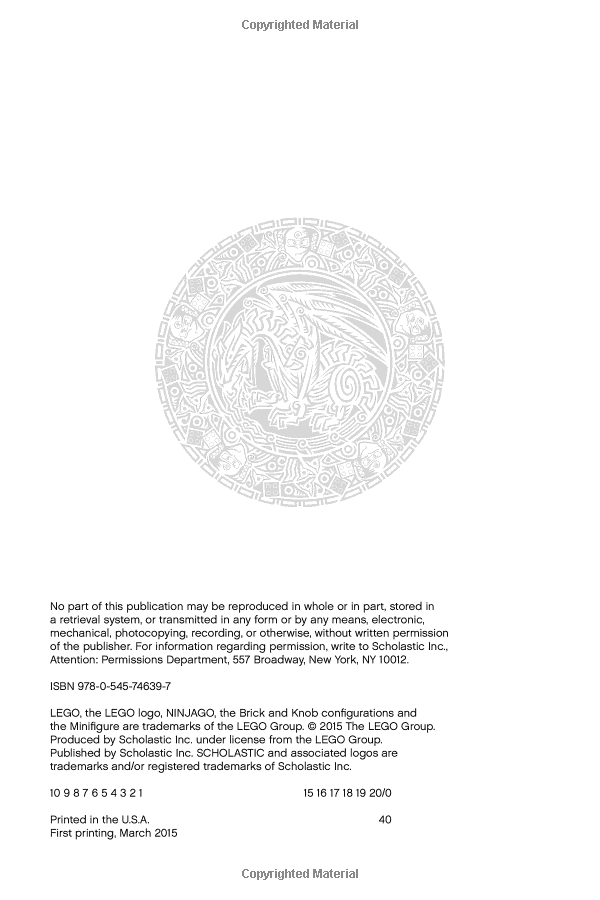 Copyrighted Material
No part of this publication may be reproduced in whole or in part, stored in
a retrieval system, or transmitted in any form or by any means, electronic,
mechanical, photocopying, recording, or otherwise, without written permission
of the publisher. For information regarding permission, write to Scholastic Inc.,
Attention: Permissions Department, 557 Broadway, New York, NY 10012.
ISBN 978-0-545-74639-7
LEGO, the LEGO logo, NINJAGO, the Brick and Knob configurations and
the Minifigure are trademarks of the LEGO Group. © 2015 The LEGO Group.
Produced by Scholastic Inc. under license from the LEGO Group.
Published by Scholastic Inc. SCHOLASTIC and associated logos are
trademarks and/or registered trademarks of Scholastic Inc.
10 9 8 7 6 5 4 3 2 1 15 16 17 18 19 20/0
Printed in the U.S.A. 40
First printing, March 2015
Copyrighted Material